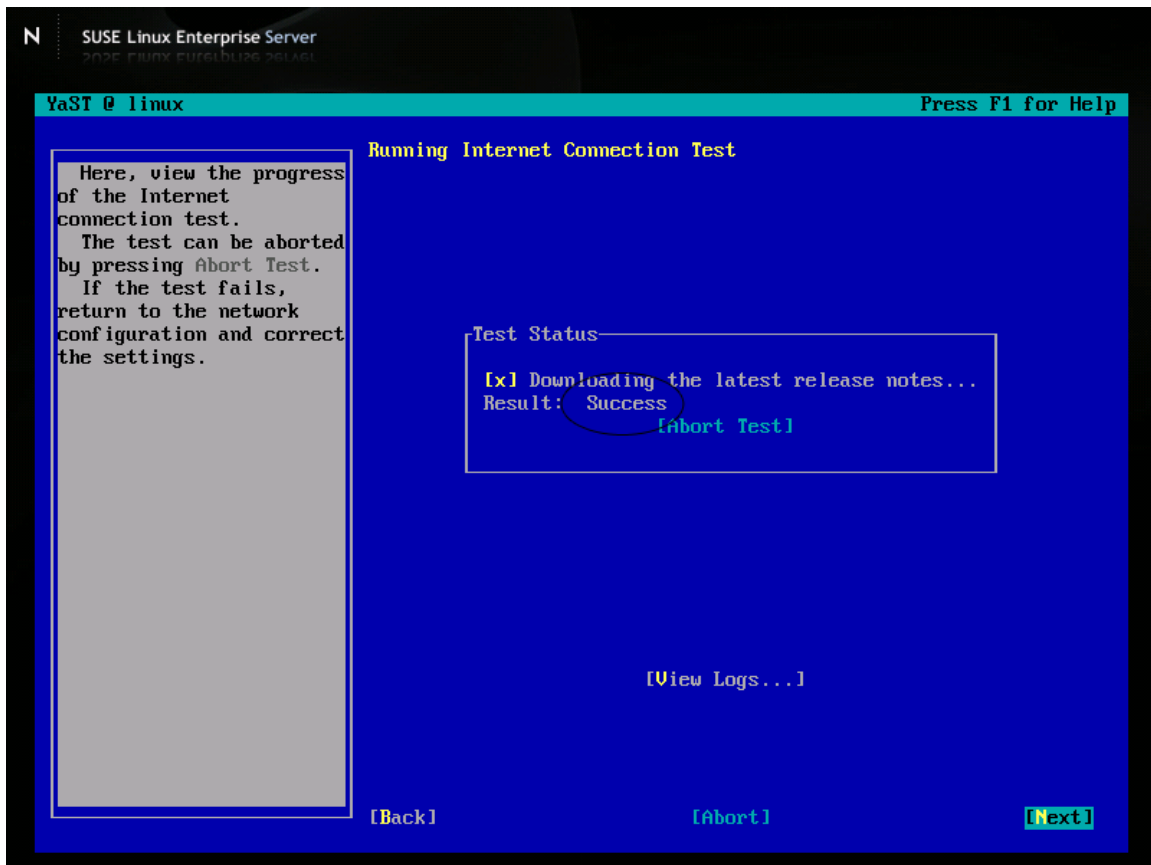 N SUSE Linux Enterprise Server
YaST @ linux Press F1 for Help
Running Internet Connection Test
Here, view the progress
of the Internet
connection test.
The test can be aborted
by pressing Abort Test.
If the test fails,
return to the network
configuration and correct
the settings.
Test Status
[x] Downloading the latest release notes...
Result: Success
[Abort Test]
[View Logs...]
[Back] [Abort] [Next]